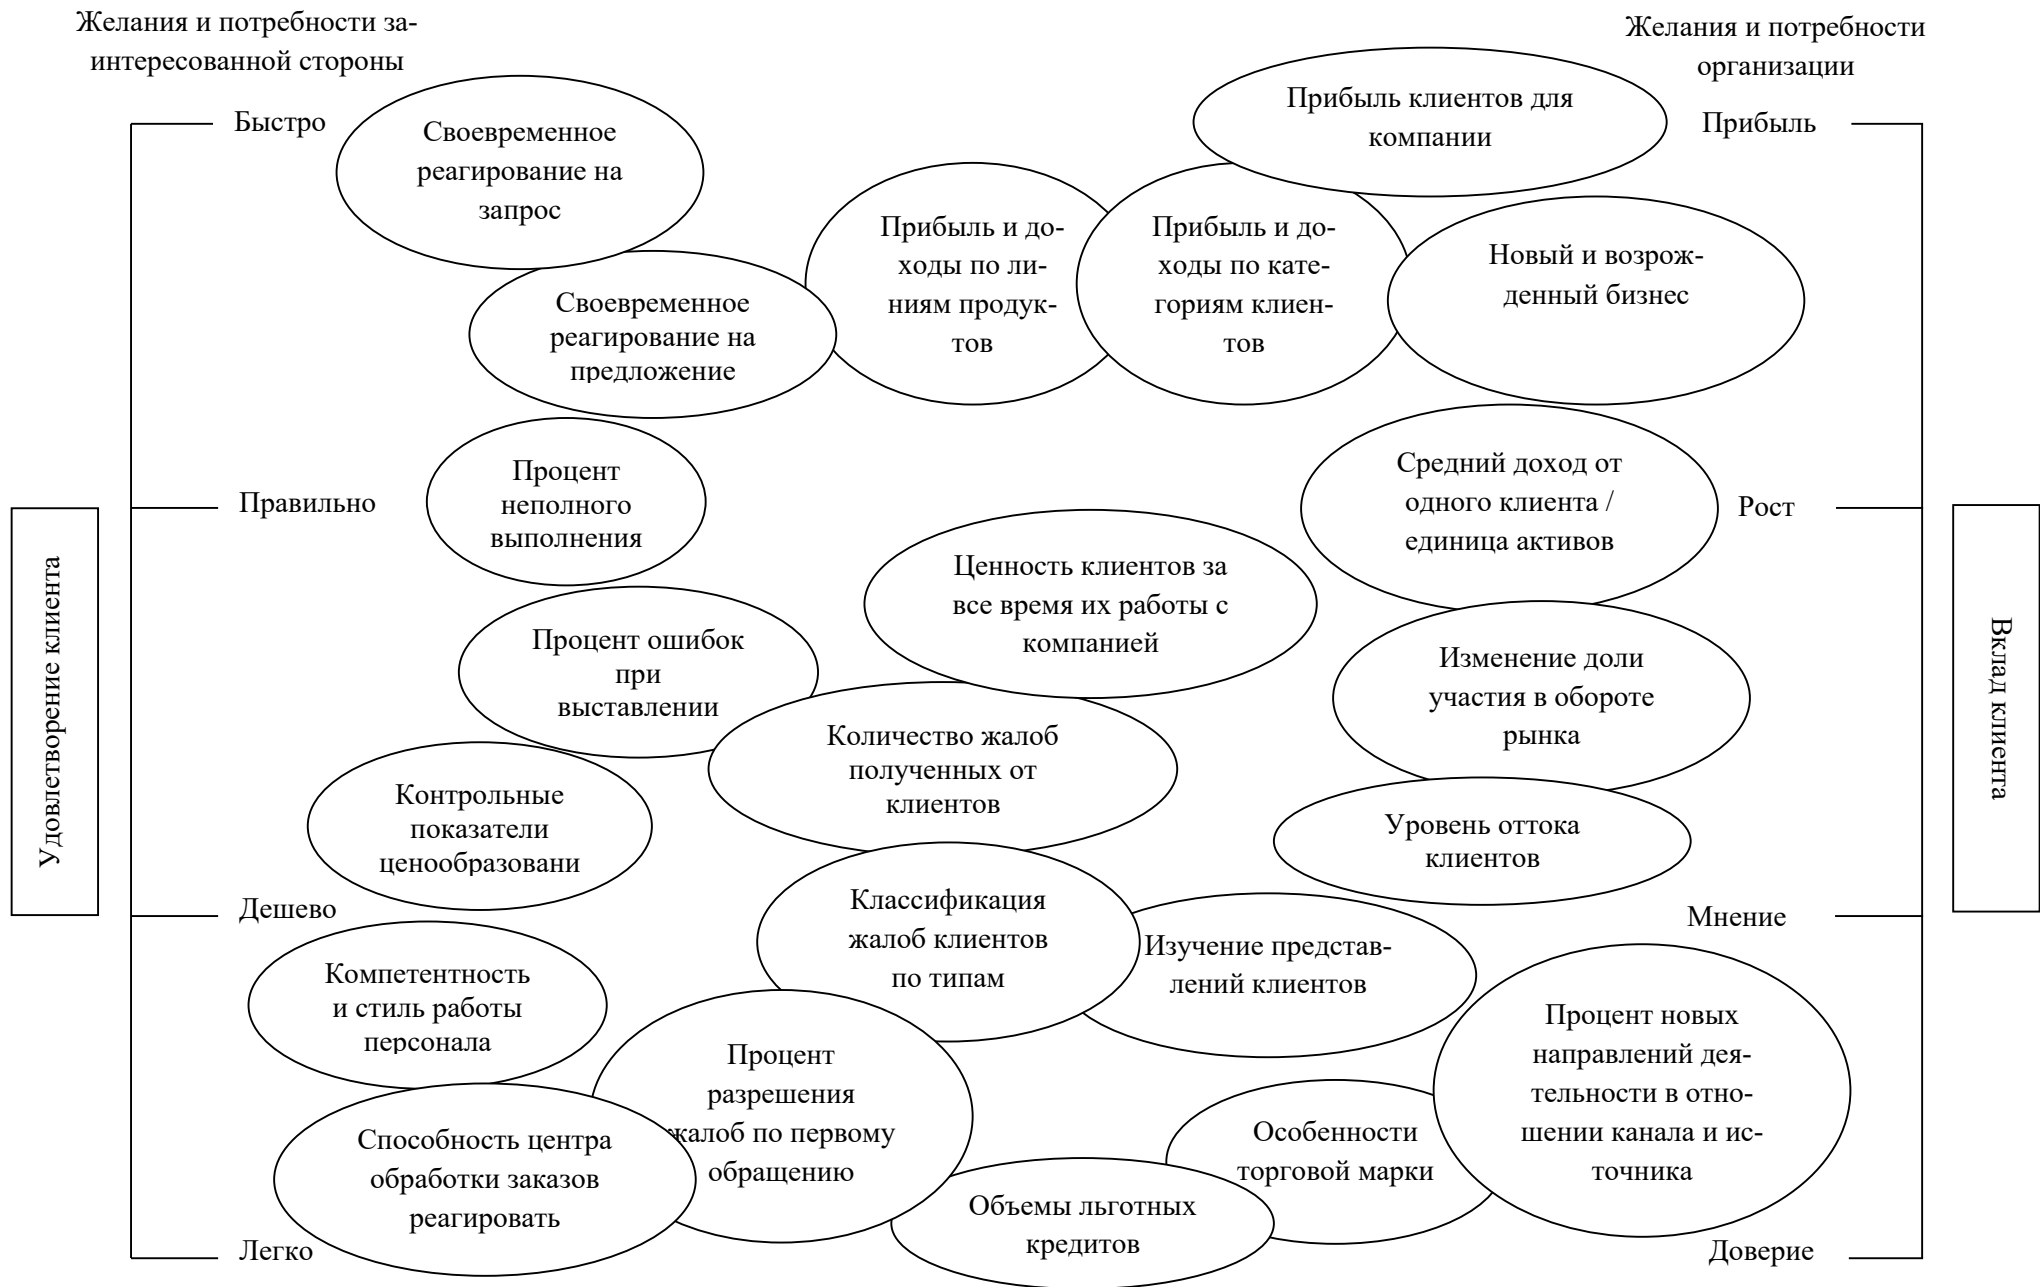 Желания и потребности за-
интересованной стороны
Желания и потребности
организации
Быстро
Своевременное
реагирование на
запрос
Прибыль клиентов для
компании
Прибыль
Прибыль и до-
ходы по ли-
ниям продук-
тов
Прибыль и до-
ходы по кате-
гориям клиен-
тов
Новый и возрож-
денный бизнес
Своевременное
реагирование на
предложение
Правильно
Процент
неполного
выполнения
Средний доход от
одного клиента /
единица активов
Рост
Удовлетворение клиента
Ценность клиентов за
все время их работы с
компанией
Вклад клиента
Процент ошибок
при
выставлении
Изменение доли
участия в обороте
рынка
Количество жалоб
полученных от
клиентов
Контрольные
показатели
ценообразовани
Уровень оттока
клиентов
Дешево
Классификация
жалоб клиентов
по типам
Изучение представ-
лений клиентов
Мнение
Компетентность
и стиль работы
персонала
Процент
разрешения
жалоб по первому
обращению
Процент новых
направлений дея-
тельности в отно-
шении канала и ис-
точника
Способность центра
обработки заказов
реагировать
Особенности
торговой марки
Объемы льготных
кредитов
Легко
Доверие